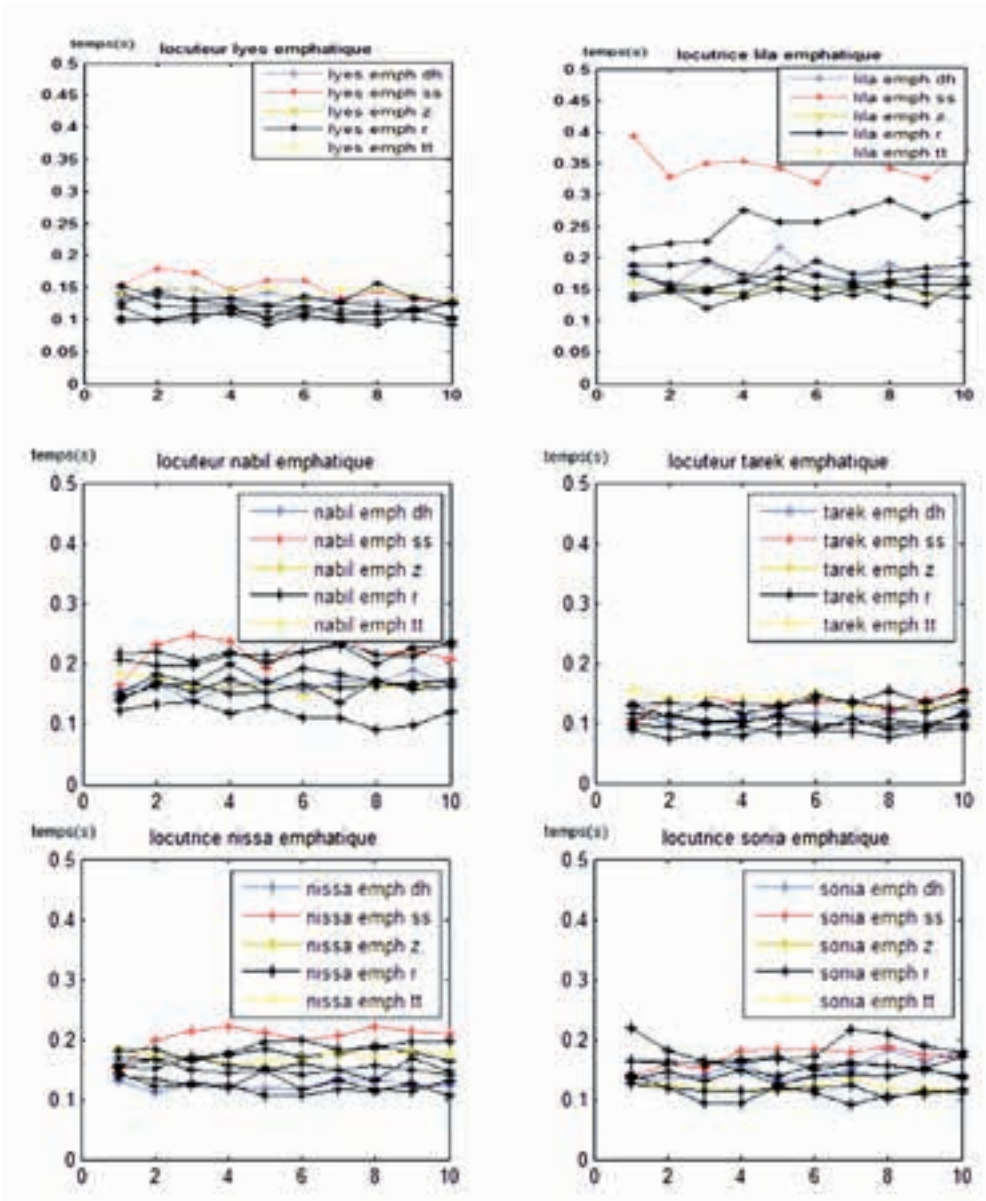 temps(s)
locuteur lyes emphatique
0.5
0.45
0.4
0.35
0.3
0.25
0.2
0.15
0.1
0.05
0
0 2 4 6 8 10
lyes emph dh
lyes emph ss
lyes emph z
lyes emph r
lyes emph tt
temps(s)
locutrice lila emphatique
0.5
0.45
0.4
0.35
0.3
0.25
0.2
0.15
0.1
0.05
0
0 2 4 6 8 10
lila emph dh
lila emph ss
lila emph z
lila emph r
lila emph tt
temps(s)
locuteur nabil emphatique
0.5
0.4
0.3
0.2
0.1
0
0 2 4 6 8 10
nabil emph dh
nabil emph ss
nabil emph z
nabil emph r
nabil emph tt
temps(s)
locuteur tarek emphatique
0.5
0.4
0.3
0.2
0.1
0
0 2 4 6 8 10
tarek emph dh
tarek emph ss
tarek emph z
tarek emph r
tarek emph tt
temps(s)
locutrice nissa emphatique
0.5
0.4
0.3
0.2
0.1
0
0 2 4 6 8 10
nissa emph dh
nissa emph ss
nissa emph z
nissa emph r
nissa emph tt
temps(s)
locutrice sonia emphatique
0.5
0.4
0.3
0.2
0.1
0
0 2 4 6 8 10
sonia emph dh
sonia emph ss
sonia emph z
sonia emph r
sonia emph tt